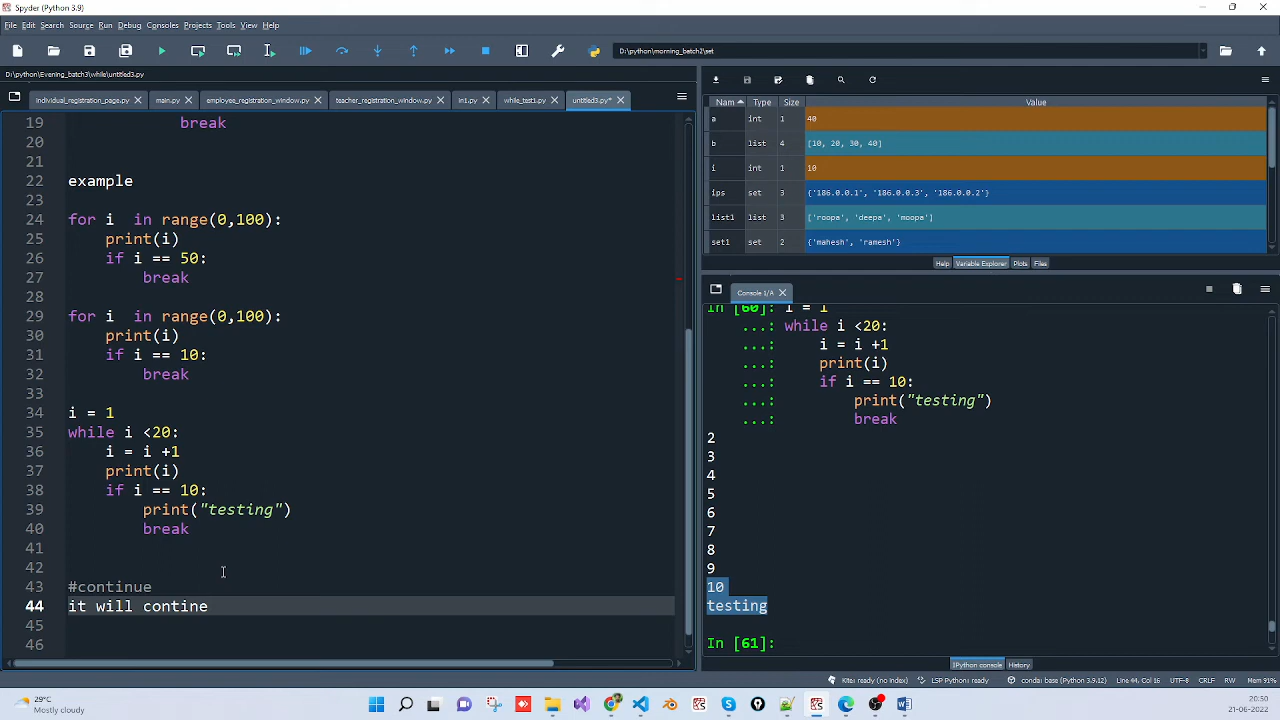 Spyder (Python 3.9)
File Edit Search Source Run Debug Consoles Projects Tools View Help
D:\python\morning_batch2\set
D:\python\Evening_batch3\while\untitled3.py
individual_registration_page.py main.py employee_registration_window.py teacher_registration_window.py in1.py while_test1.py untitled3.py*
19 break
20
21
22 example
23
24 for i  in range(0,100):
25 print(i)
26 if i == 50:
27 break
28
29 for i  in range(0,100):
30 print(i)
31 if i == 10:
32 break
33
34 i = 1
35 while i <20:
36 i = i +1
37 print(i)
38 if i == 10:
39 print("testing")
40 break
41
42
43 #continue
44 it will contine
45
46
Nam Type Size Value
a int 1 40
b list 4 [10, 20, 30, 40]
i int 1 10
ips set 3 {'186.0.0.1', '186.0.0.3', '186.0.0.2'}
list1 list 3 ['roopa', 'deepa', 'moopa']
set1 set 2 {'mahesh', 'ramesh'}
Help Variable Explorer Plots Files
Console 1/A
In [60]: i = 1
...: while i <20:
...: i = i +1
...: print(i)
...: if i == 10:
...: print("testing")
...: break
2
3
4
5
6
7
8
9
10
testing
In [61]:
IPython console History
Kite: ready (no index) LSP Python: ready conda: base (Python 3.9.12) Line 44, Col 16 UTF-8 CRLF RW Mem 91%
29°C
Mostly cloudy
20:30
21-06-2022